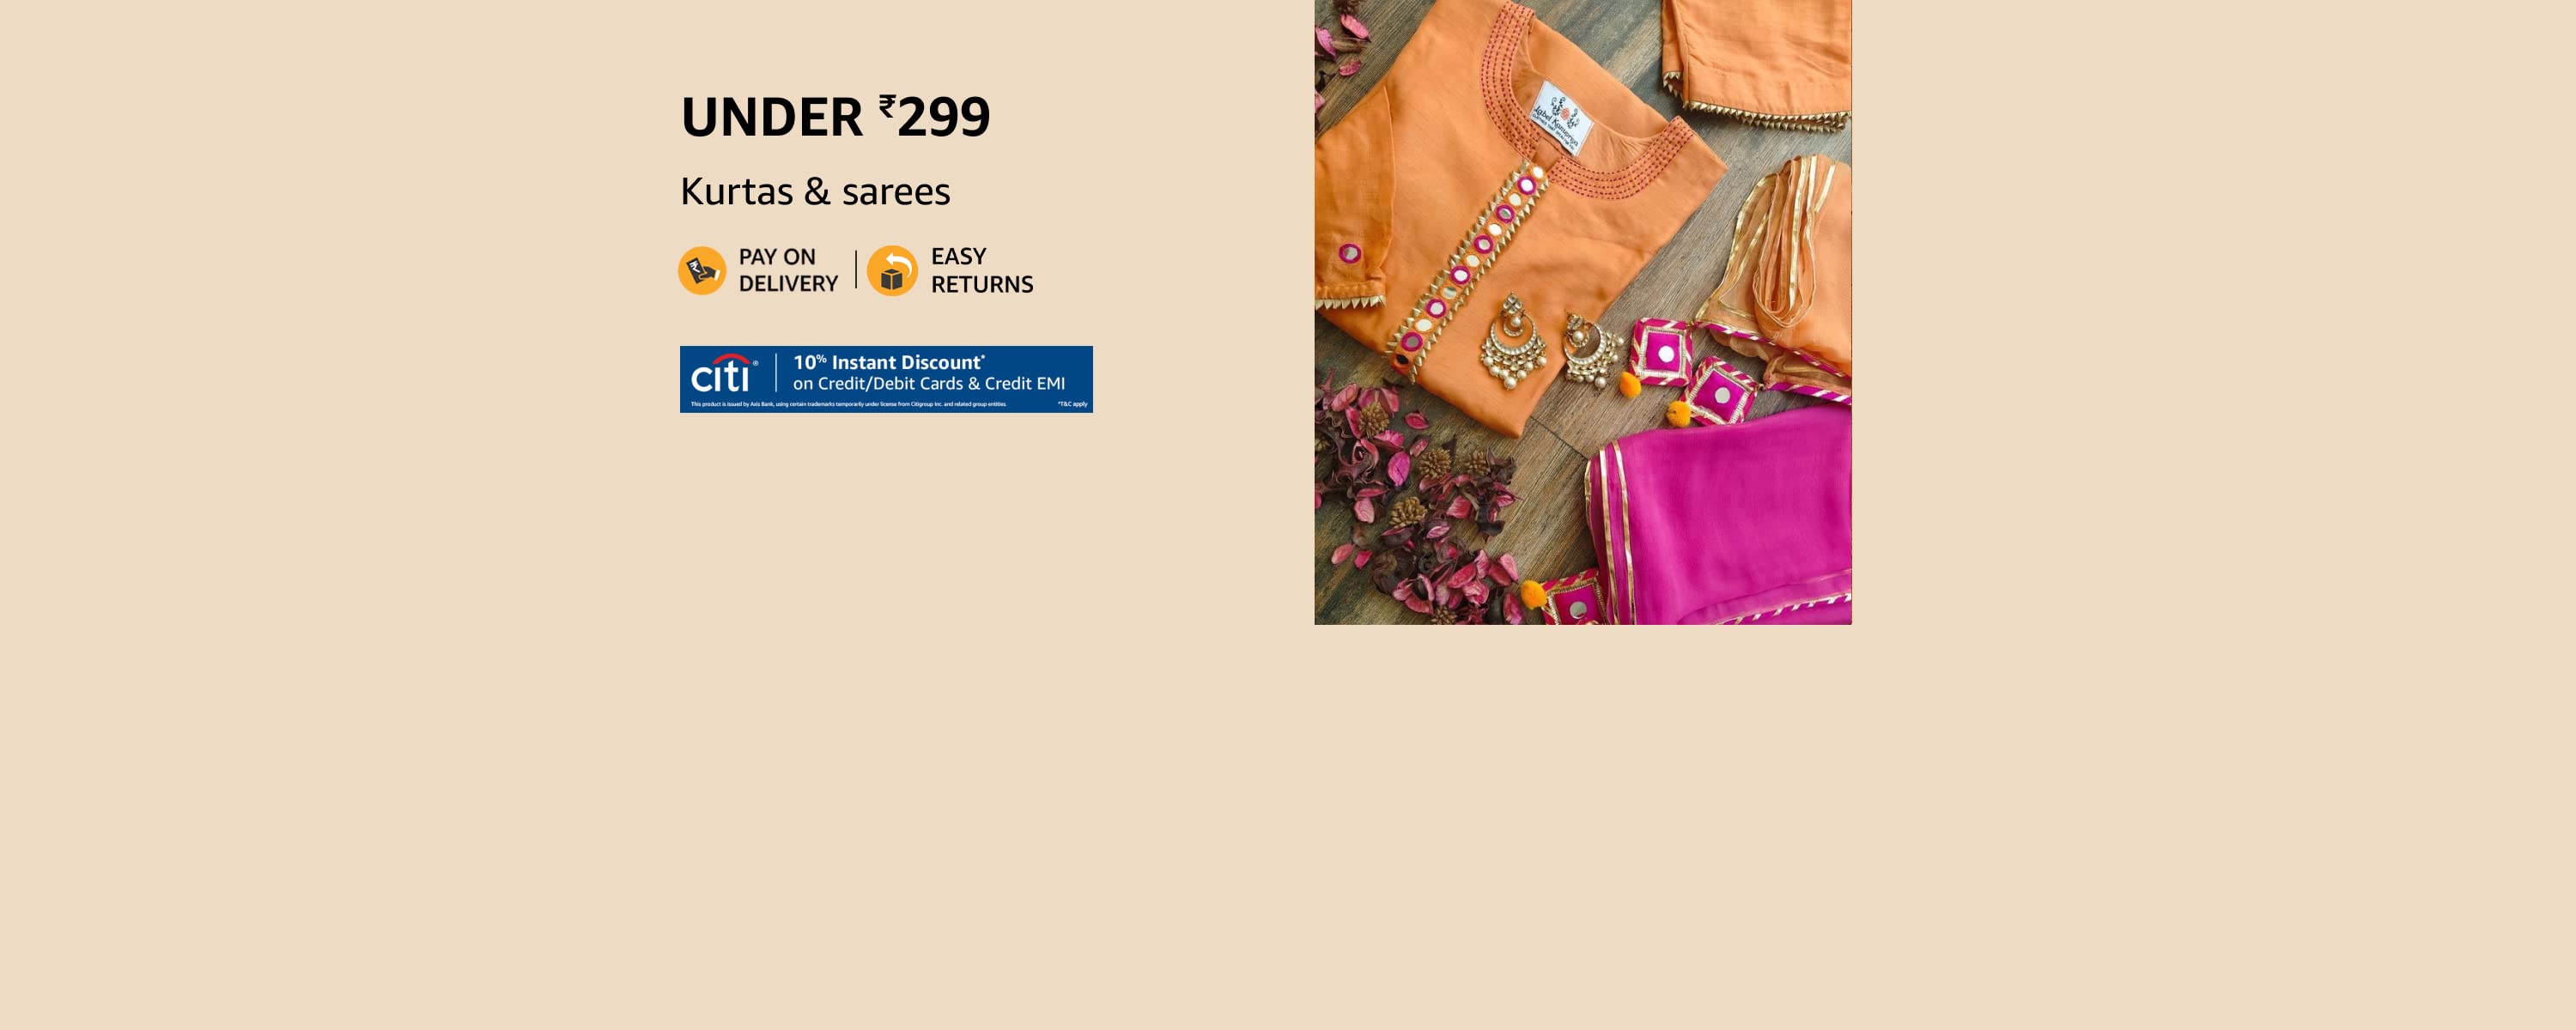 UNDER ₹299
Kurtas & sarees
PAY ON
DELIVERY
EASY
RETURNS
citi®
10% Instant Discount*
on Credit/Debit Cards & Credit EMI
This product is issued by Axis Bank, using certain trademarks temporarily under license from Citigroup Inc. and related group entities.
*T&C apply
Label Kanupriya